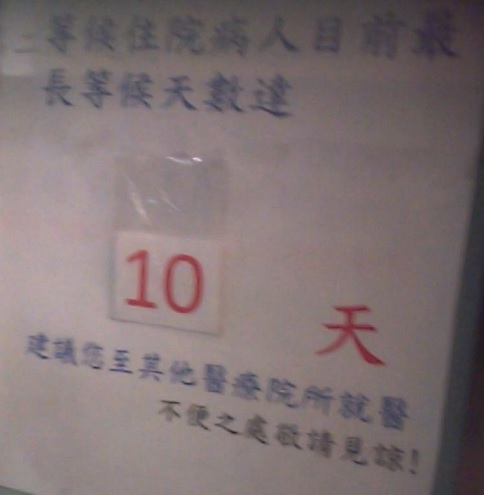 二等候住院病人目前最
長等候天數達
10 天
建議您至其他醫療院所就醫
不便之處敬請見諒!